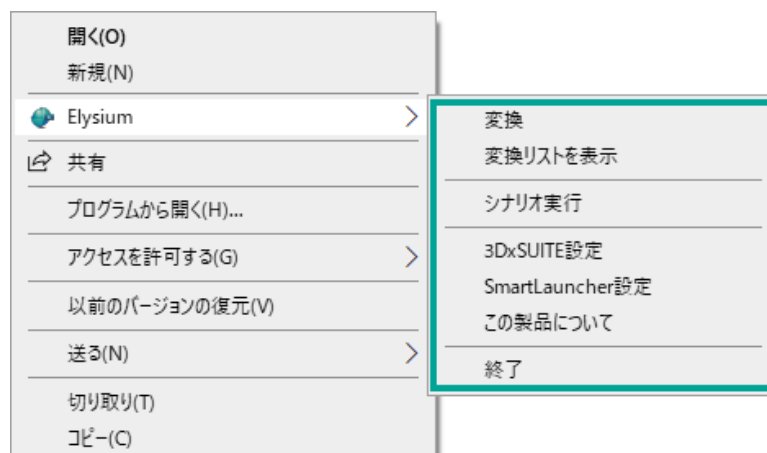 開く(O)
新規(N)
Elysium
共有
プログラムから開く(H)...
アクセスを許可する(G)
以前のバージョンの復元(V)
送る(N)
切り取り(T)
コピー(C)
変換
変換リストを表示
シナリオ実行
3DxSUITE設定
SmartLauncher設定
この製品について
終了